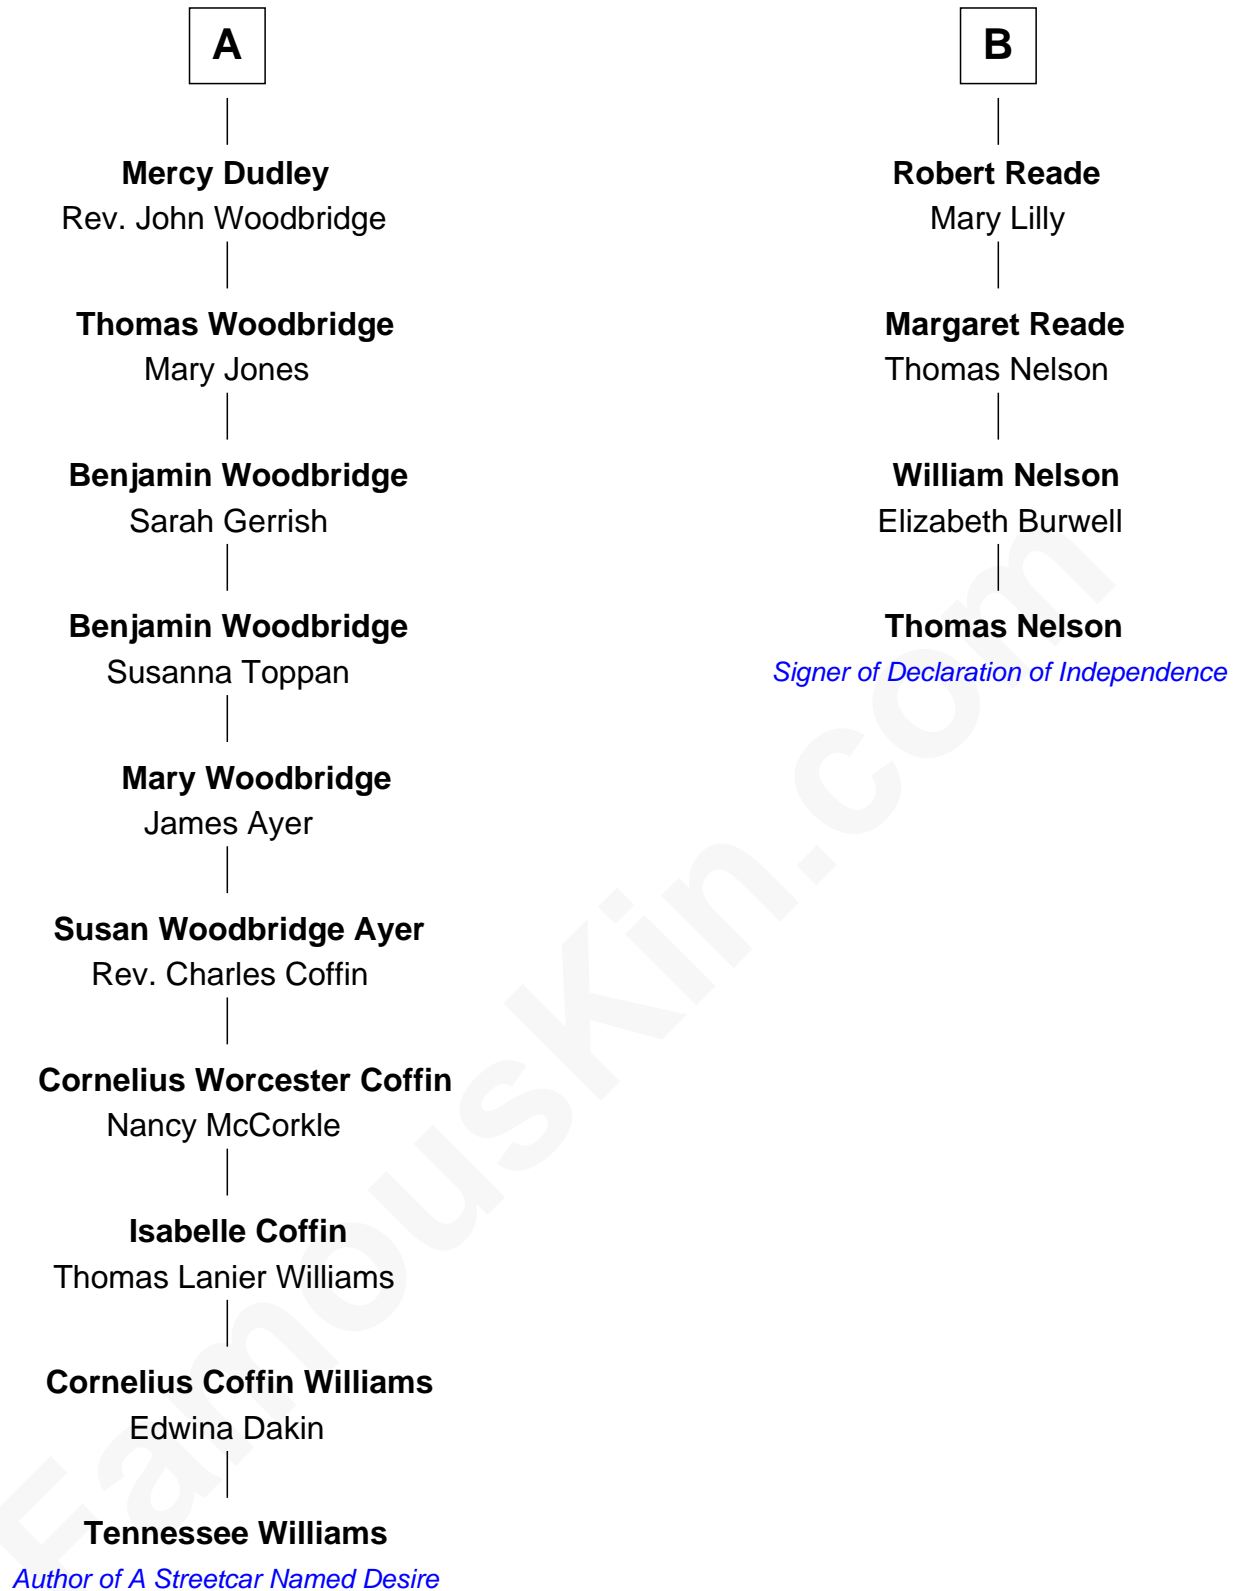 A
Mercy Dudley
Rev. John Woodbridge
Thomas Woodbridge
Mary Jones
Benjamin Woodbridge
Sarah Gerrish
Benjamin Woodbridge
Susanna Toppan
Mary Woodbridge
James Ayer
Susan Woodbridge Ayer
Rev. Charles Coffin
Cornelius Worcester Coffin
Nancy McCorkle
Isabelle Coffin
Thomas Lanier Williams
Cornelius Coffin Williams
Edwina Dakin
Tennessee Williams
Author of A Streetcar Named Desire
B
Robert Reade
Mary Lilly
Margaret Reade
Thomas Nelson
William Nelson
Elizabeth Burwell
Thomas Nelson
Signer of Declaration of Independence
FamousKin.com